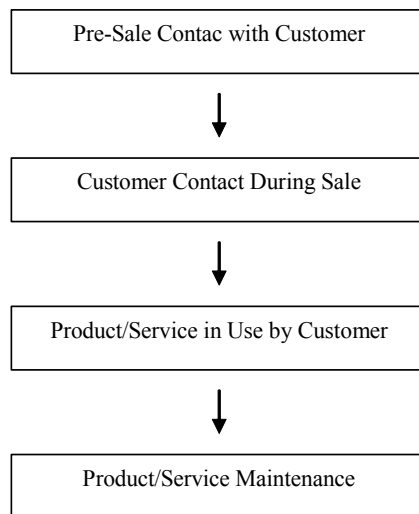 Pre-Sale Contac with Customer
Customer Contact During Sale
Product/Service in Use by Customer
Product/Service Maintenance